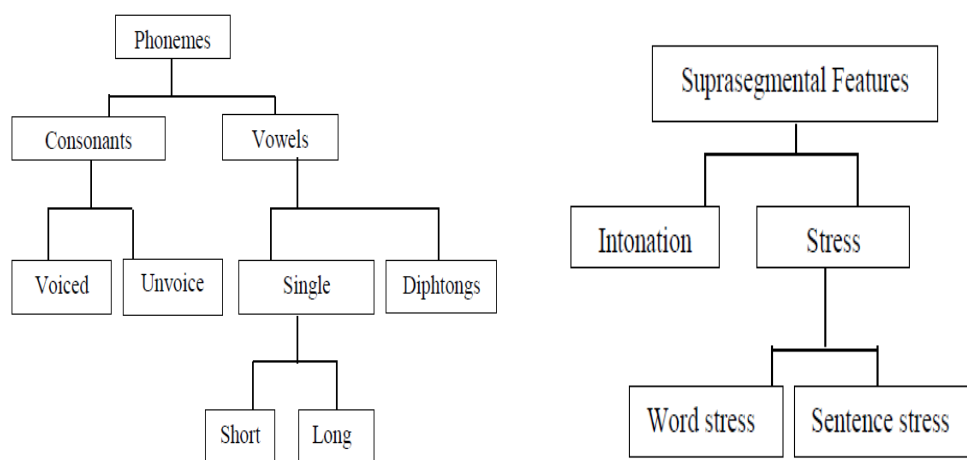 Phonemes
Consonants
Vowels
Voiced
Unvoice
Single
Diphtongs
Short
Long
Suprasegmental Features
Intonation
Stress
Word stress
Sentence stress